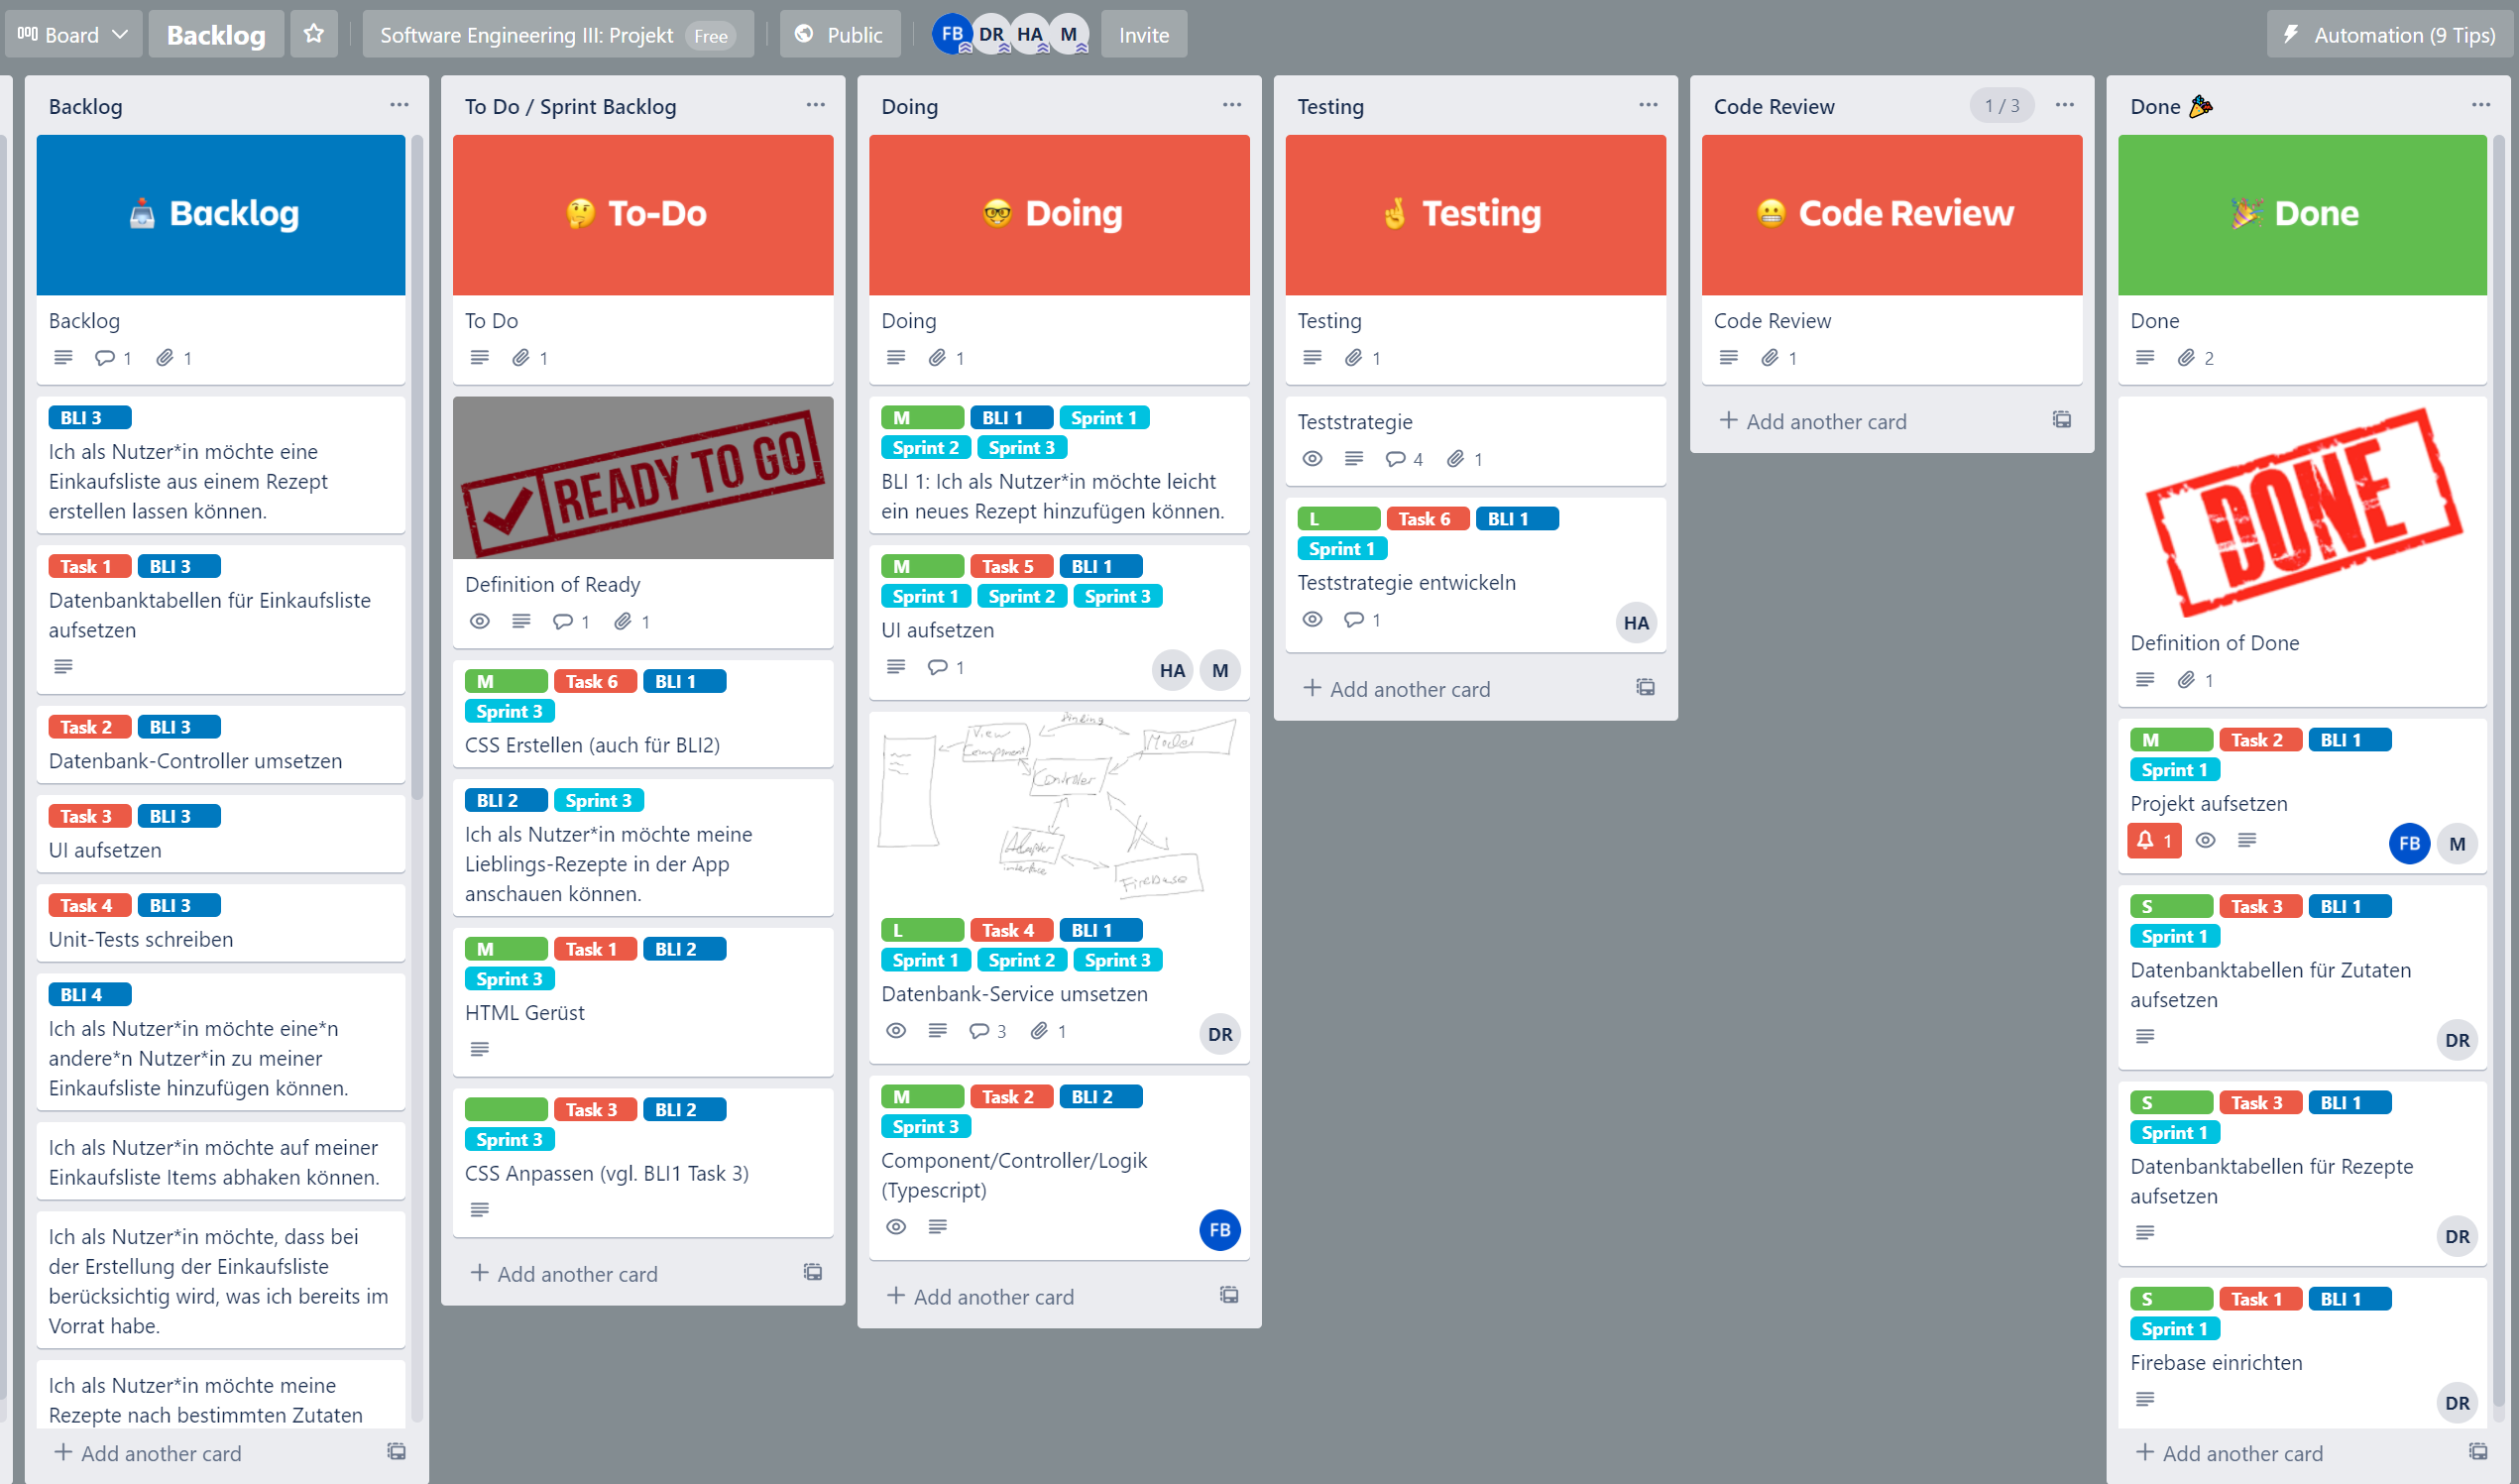 Board
Backlog
Software Engineering III: Projekt Free
Public
FB DR HA M
Invite
Automation (9 Tips)
Backlog
Backlog
Backlog
1 1
BLI 3
Ich als Nutzer*in möchte eine
Einkaufsliste aus einem Rezept
erstellen lassen können.
Task 1 BLI 3
Datenbanktabellen für Einkaufsliste
aufsetzen
Task 2 BLI 3
Datenbank-Controller umsetzen
Task 3 BLI 3
UI aufsetzen
Task 4 BLI 3
Unit-Tests schreiben
BLI 4
Ich als Nutzer*in möchte eine*n
andere*n Nutzer*in zu meiner
Einkaufsliste hinzufügen können.
Ich als Nutzer*in möchte auf meiner
Einkaufsliste Items abhaken können.
Ich als Nutzer*in möchte, dass bei
der Erstellung der Einkaufsliste
berücksichtig wird, was ich bereits im
Vorrat habe.
Ich als Nutzer*in möchte meine
Rezepte nach bestimmten Zutaten
+ Add another card
To Do / Sprint Backlog
To-Do
To Do
1
READY TO GO
Definition of Ready
1 1
M Task 6 BLI 1
Sprint 3
CSS Erstellen (auch für BLI2)
BLI 2 Sprint 3
Ich als Nutzer*in möchte meine
Lieblings-Rezepte in der App
anschauen können.
M Task 1 BLI 2
Sprint 3
HTML Gerüst
Task 3 BLI 2
Sprint 3
CSS Anpassen (vgl. BLI1 Task 3)
+ Add another card
Doing
Doing
Doing
1
M BLI 1 Sprint 1
Sprint 2 Sprint 3
BLI 1: Ich als Nutzer*in möchte leicht
ein neues Rezept hinzufügen können.
M Task 5 BLI 1
Sprint 1 Sprint 2 Sprint 3
UI aufsetzen
1
HA M
Binding
View
Component
Model
Controller
Adapter
interface
Firebase
L Task 4 BLI 1
Sprint 1 Sprint 2 Sprint 3
Datenbank-Service umsetzen
3 1
DR
M Task 2 BLI 2
Sprint 3
Component/Controller/Logik
(Typescript)
FB
+ Add another card
Testing
Testing
Testing
1
Teststrategie
4 1
L Task 6 BLI 1
Sprint 1
Teststrategie entwickeln
1
HA
+ Add another card
Code Review 1 / 3
Code Review
Code Review
1
+ Add another card
Done
Done
Done
2
DONE
Definition of Done
1
M Task 2 BLI 1
Sprint 1
Projekt aufsetzen
1
FB M
S Task 3 BLI 1
Sprint 1
Datenbanktabellen für Zutaten
aufsetzen
DR
S Task 3 BLI 1
Sprint 1
Datenbanktabellen für Rezepte
aufsetzen
DR
S Task 1 BLI 1
Sprint 1
Firebase einrichten
DR
+ Add another card